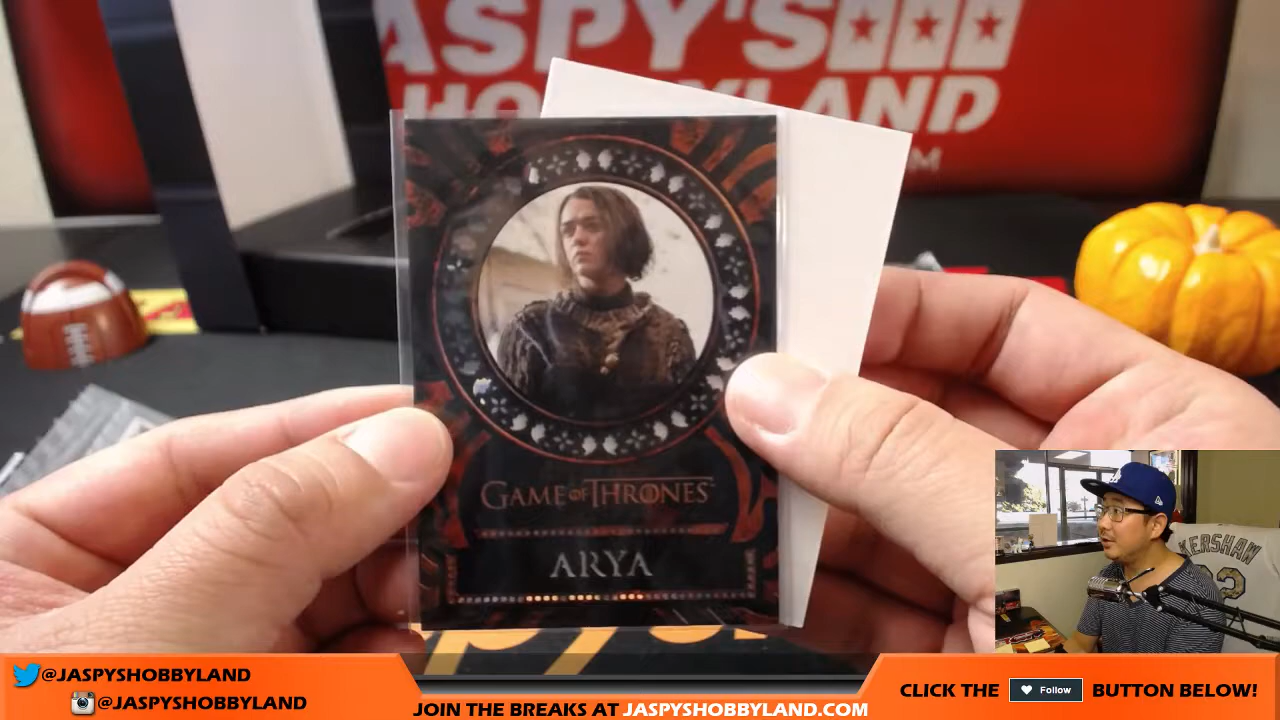 JASPY'S
HOBBYLAND
GAME OF THRONES
ARYA
KERSHAW
@JASPYSHOBBYLAND
@JASPYSHOBBYLAND
JOIN THE BREAKS AT JASPYSHOBBYLAND.COM
CLICK THE Follow BUTTON BELOW!